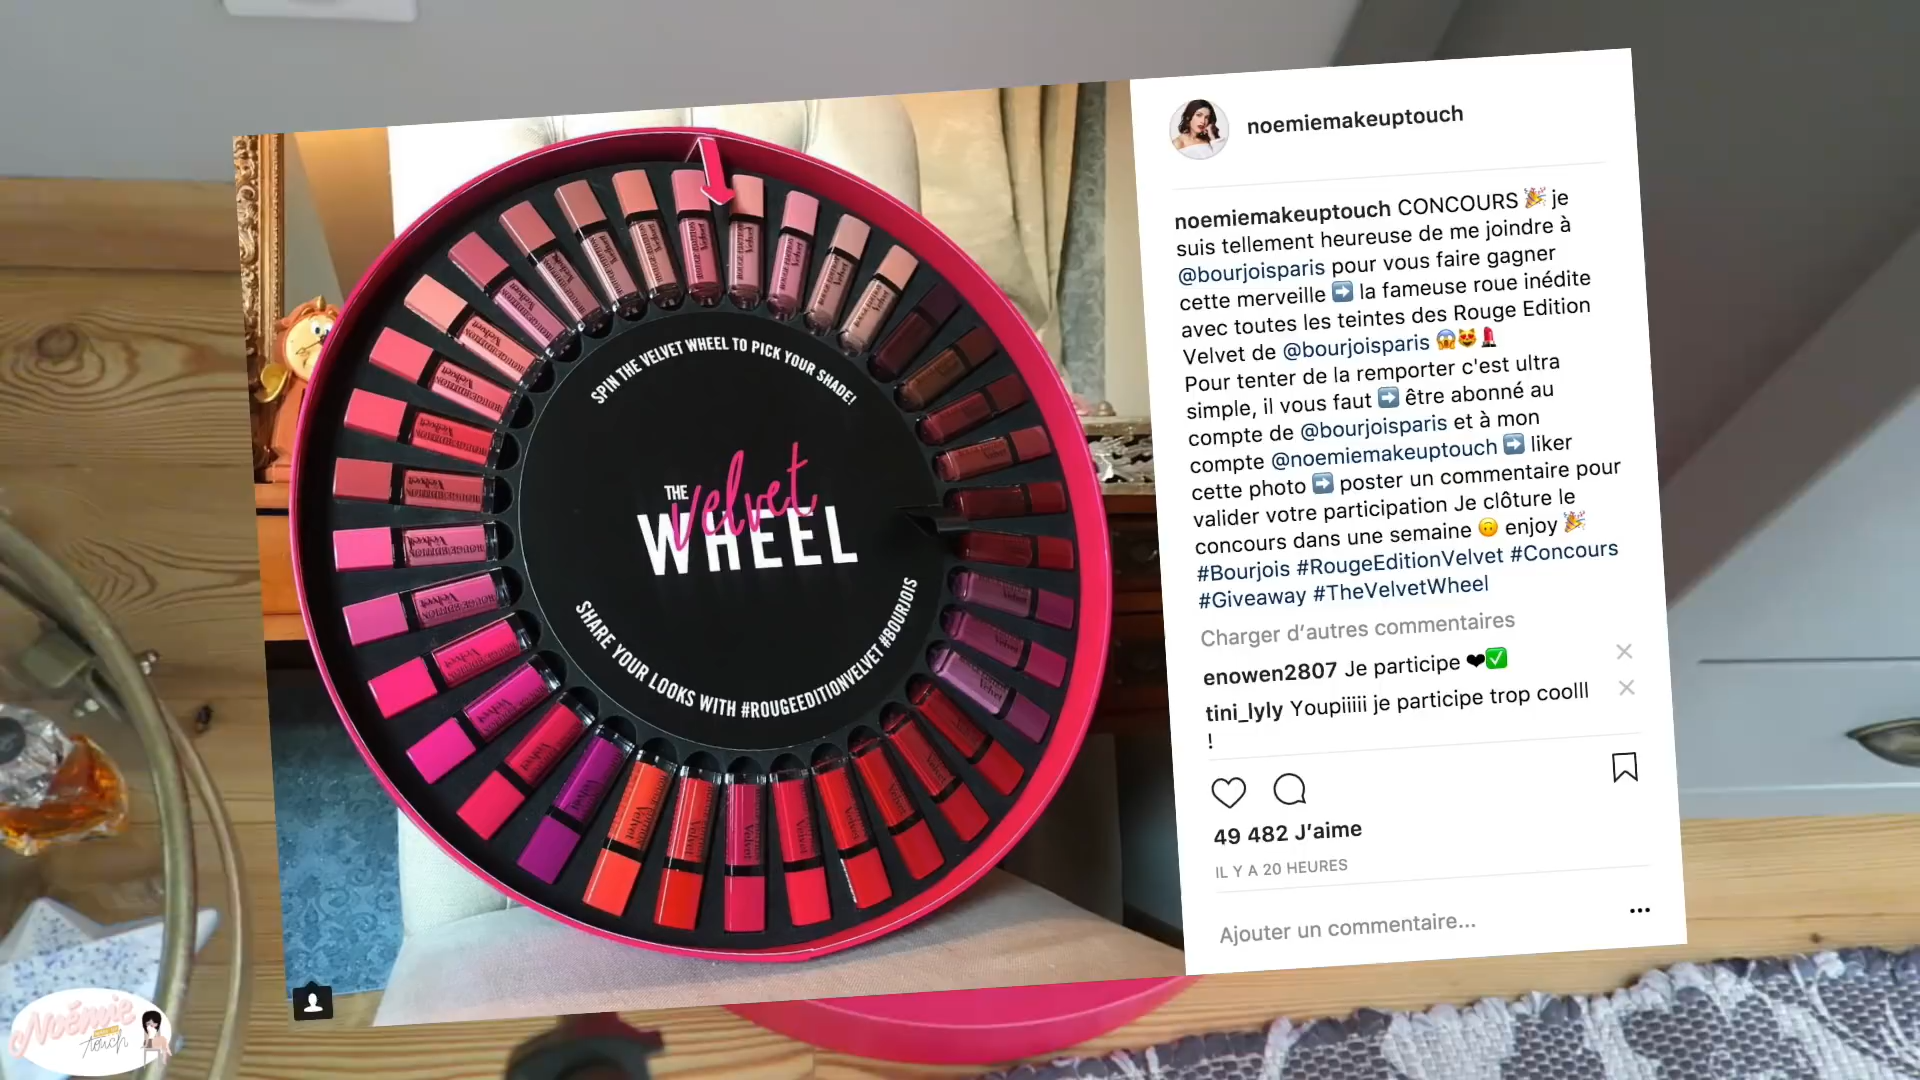 SPIN THE VELVET WHEEL TO PICK YOUR SHADE!
THE
Velvet
WHEEL
SHARE YOUR LOOKS WITH #ROUGEEDITIONVELVET #BOURJOIS
noemiemakeuptouch
noemiemakeuptouch CONCOURS 🎉 je
suis tellement heureuse de me joindre à
@bourjoisparis pour vous faire gagner
cette merveille ➡️ la fameuse roue inédite
avec toutes les teintes des Rouge Edition
Velvet de @bourjoisparis 😱😻💄
Pour tenter de la remporter c'est ultra
simple, il vous faut ➡️ être abonné au
compte de @bourjoisparis et à mon
compte @noemiemakeuptouch ➡️ liker
cette photo ➡️ poster un commentaire pour
valider votre participation Je clôture le
concours dans une semaine 🙃 enjoy 🎉
#Bourjois #RougeEditionVelvet #Concours
#Giveaway #TheVelvetWheel
Charger d’autres commentaires
enowen2807 Je participe ❤✅
tini_lyly Youpiiiii je participe trop coolll
!
49 482 J’aime
IL Y A 20 HEURES
Ajouter un commentaire...
Noémie
touch